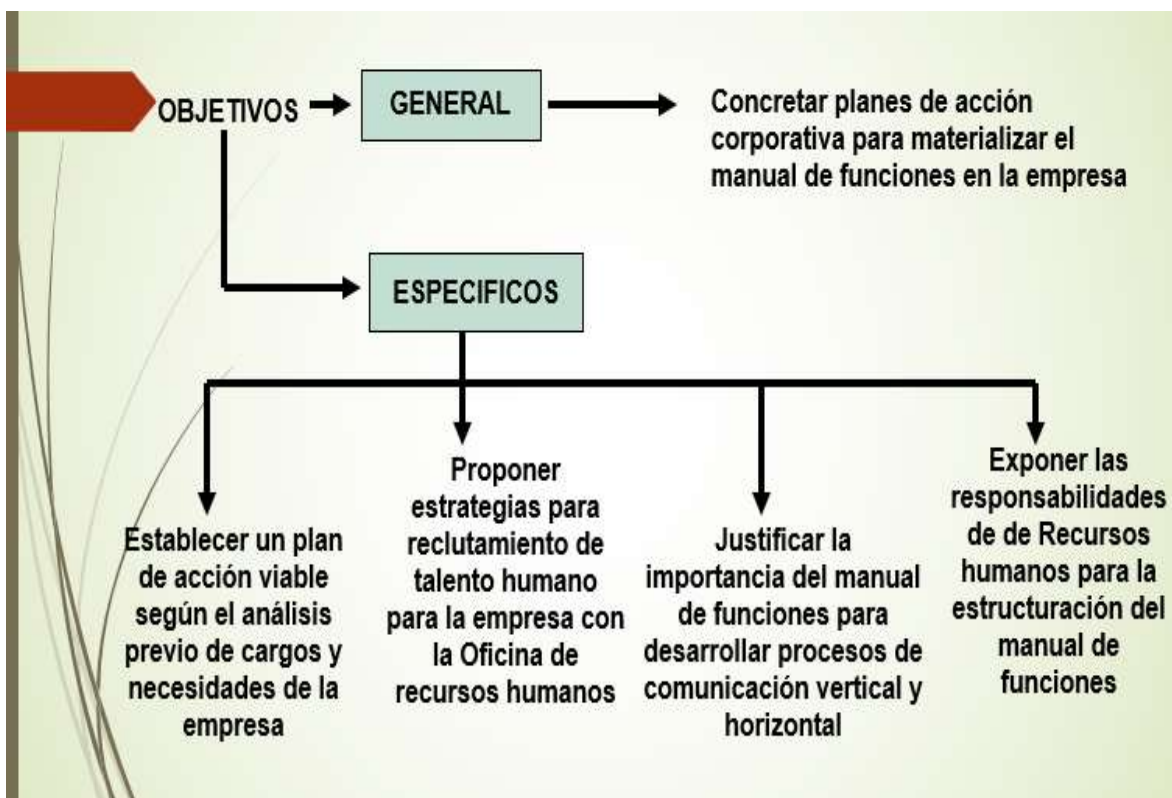 OBJETIVOS
GENERAL
Concretar planes de acción
corporativa para materializar el
manual de funciones en la empresa
ESPECIFICOS
Establecer un plan
de acción viable
según el análisis
previo de cargos y
necesidades de la
empresa
Proponer
estrategias para
reclutamiento de
talento humano
para la empresa con
la Oficina de
recursos humanos
Justificar la
importancia del manual
de funciones para
desarrollar procesos de
comunicación vertical y
horizontal
Exponer las
responsabilidades
de de Recursos
humanos para la
estructuración del
manual de
funciones